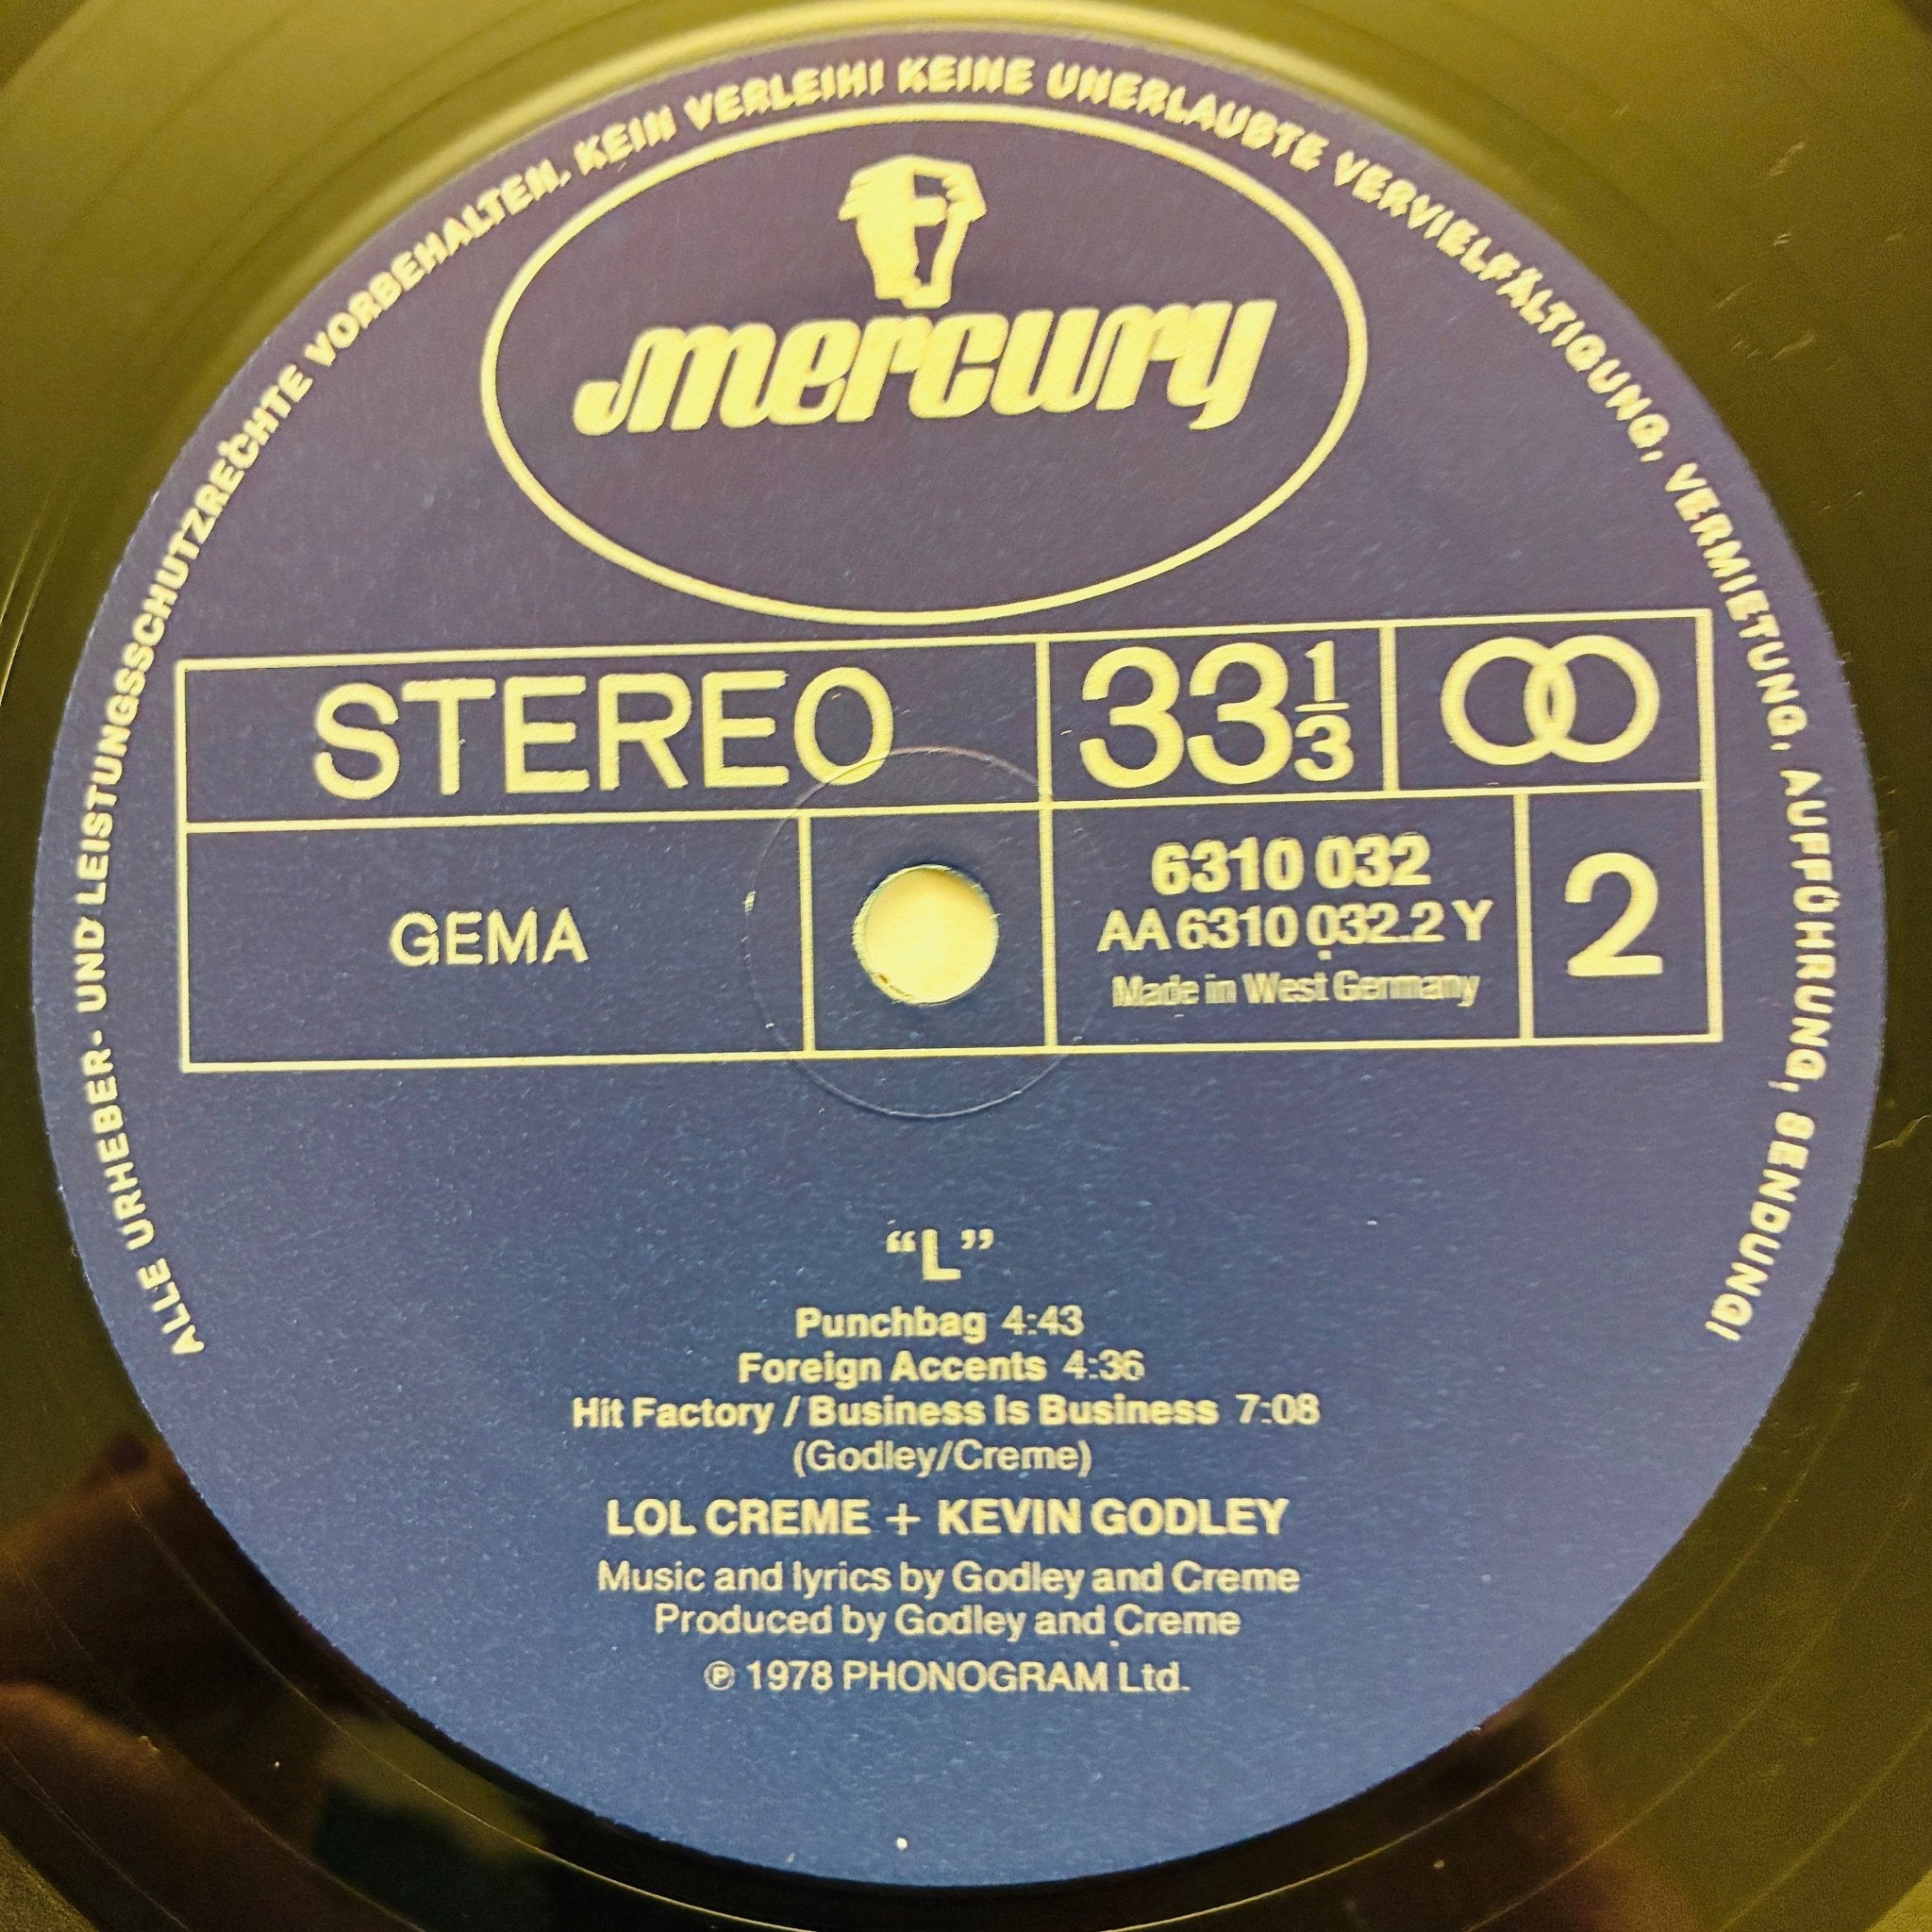 ALLE URHEBER- UND LEISTUNGSSCHUTZRECHTE VORBEHALTEN. KEIN VERLEIH! KEINE UNERLAUBTE VERVIELFÄLTIGUNG, VERMIETUNG, AUFFÜHRUNG, SENDUNG!
mercury
STEREO
33 1/3
GEMA
6310 032
AA 6310 032.2 Y
Made in West Germany
2
“L”
Punchbag 4:43
Foreign Accents 4:36
Hit Factory / Business Is Business 7:08
(Godley/Creme)
LOL CREME + KEVIN GODLEY
Music and lyrics by Godley and Creme
Produced by Godley and Creme
℗ 1978 PHONOGRAM Ltd.